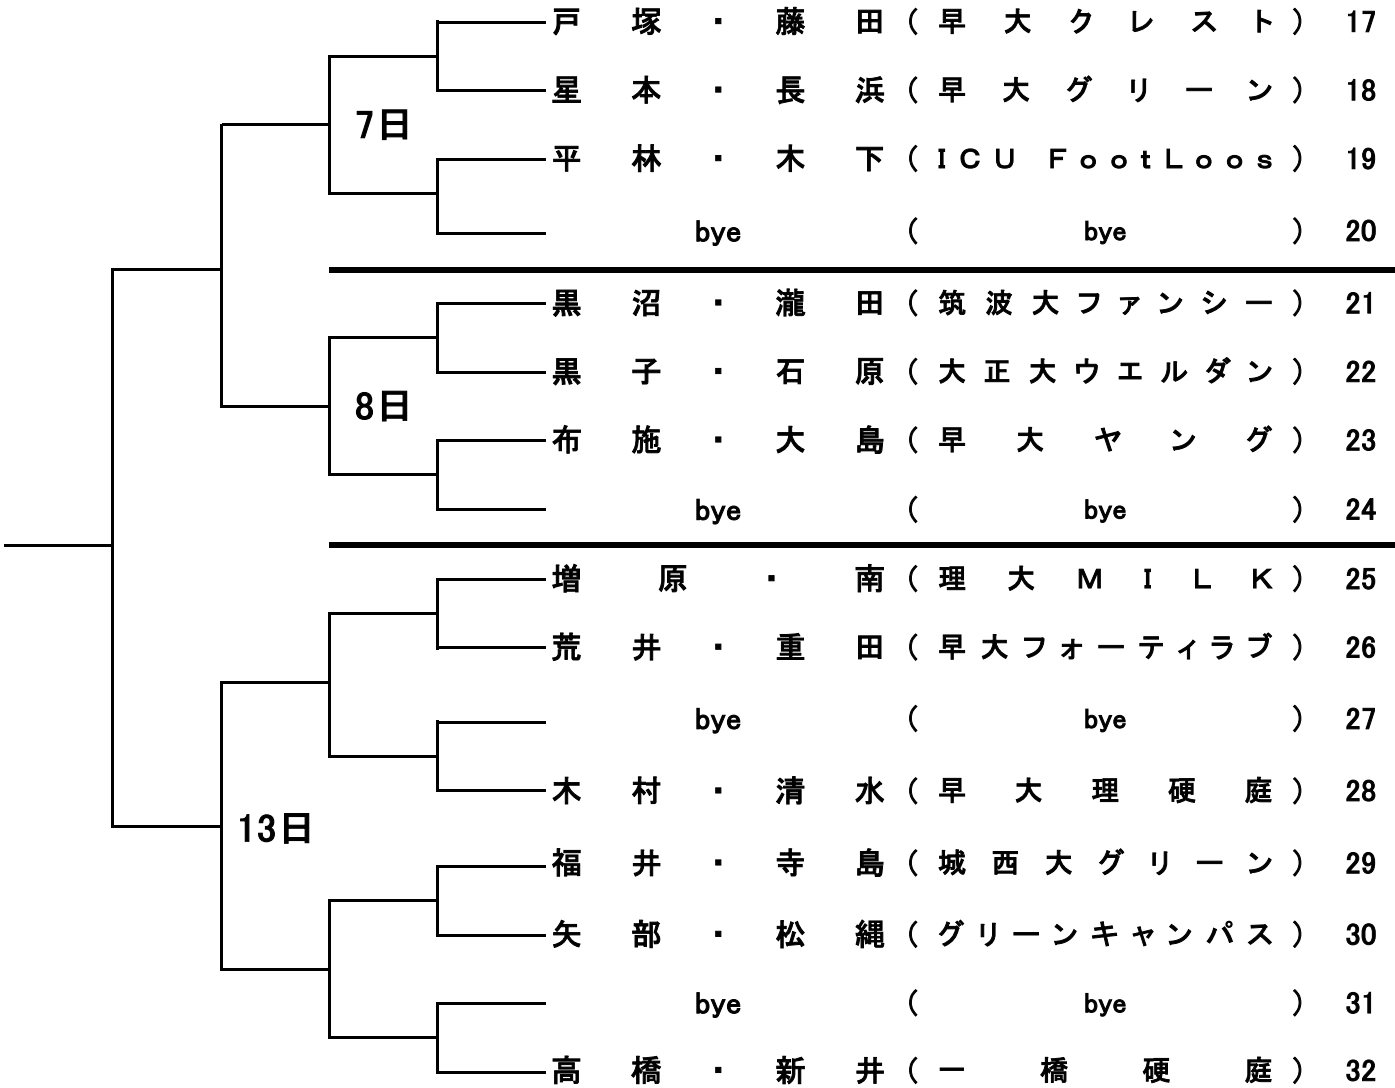 戸塚・藤田(早大クレスト) 17
星本・長浜(早大グリーン) 18
7日
平林・木下(ICU FootLoos) 19
bye ( bye ) 20
黒沼・瀧田(筑波大ファンシー) 21
黒子・石原(大正大ウエルダン) 22
8日
布施・大島(早大ヤング) 23
bye ( bye ) 24
増原・南(理大MILK) 25
荒井・重田(早大フォーティラブ) 26
bye ( bye ) 27
木村・清水(早大理硬庭) 28
13日
福井・寺島(城西大グリーン) 29
矢部・松縄(グリーンキャンパス) 30
bye ( bye ) 31
高橋・新井(一橋硬庭) 32